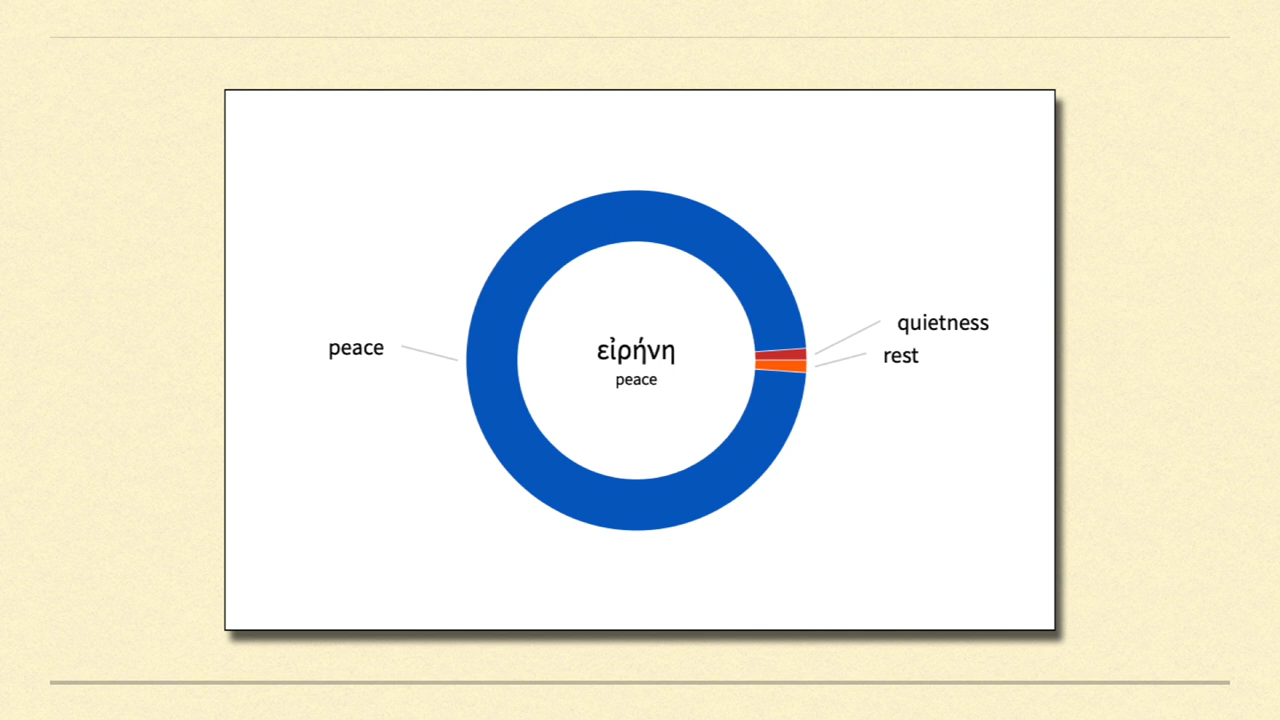 peace
εἰρήνη
peace
quietness
rest